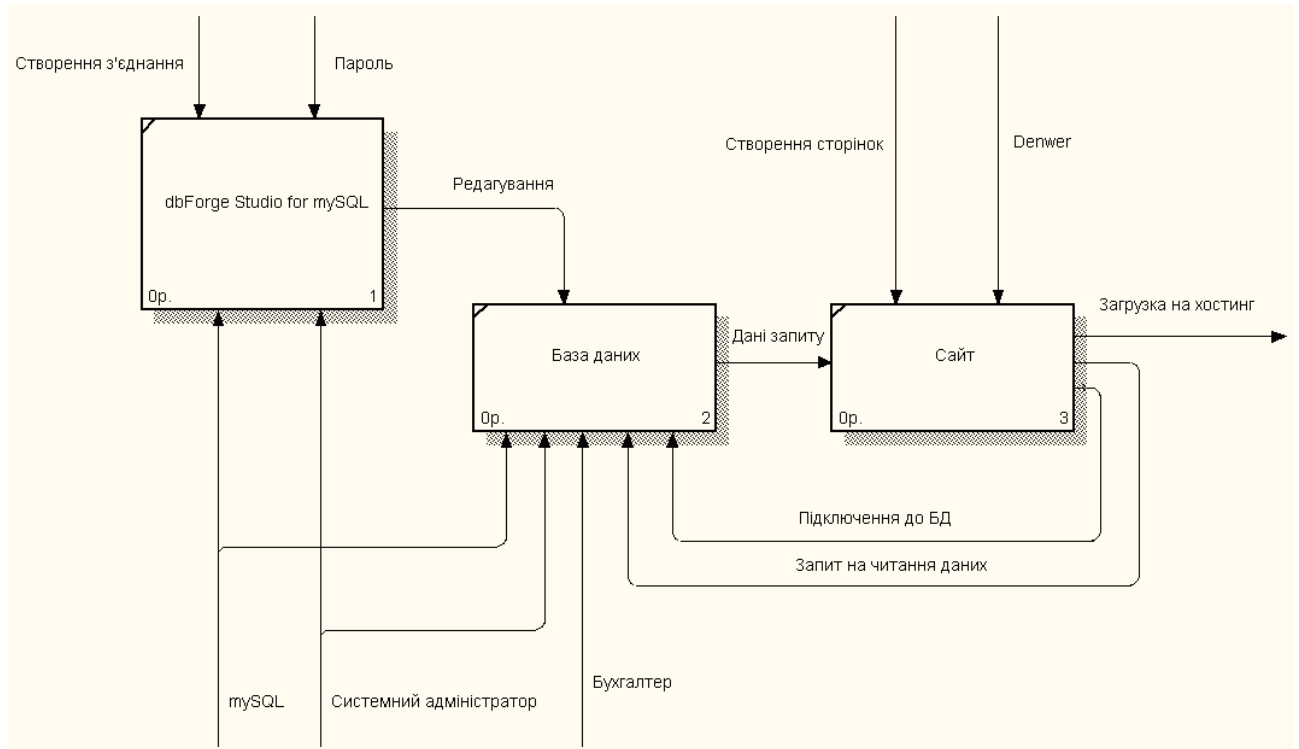 Створення з'єднання
Пароль
Створення сторінок
Denwer
dbForge Studio for mySQL
0р.
1
Редагування
База даних
0р.
2
Дані запиту
Сайт
0р.
3
Загрузка на хостинг
Підключення до БД
Запит на читання даних
Бухгалтер
mySQL
Системний адміністратор